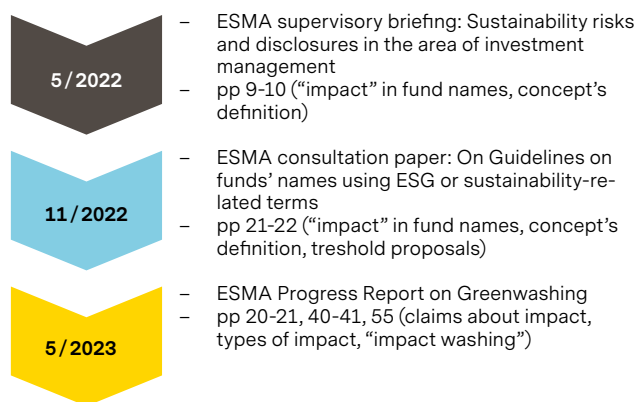 5/2022
– ESMA supervisory briefing: Sustainability risks
and disclosures in the area of investment
management
– pp 9-10 (“impact” in fund names, concept’s
definition)
11/2022
– ESMA consultation paper: On Guidelines on
funds’ names using ESG or sustainability-re-
lated terms
– pp 21-22 (“impact” in fund names, concept’s
definition, treshold proposals)
5/2023
– ESMA Progress Report on Greenwashing
– pp 20-21, 40-41, 55 (claims about impact,
types of impact, “impact washing”)